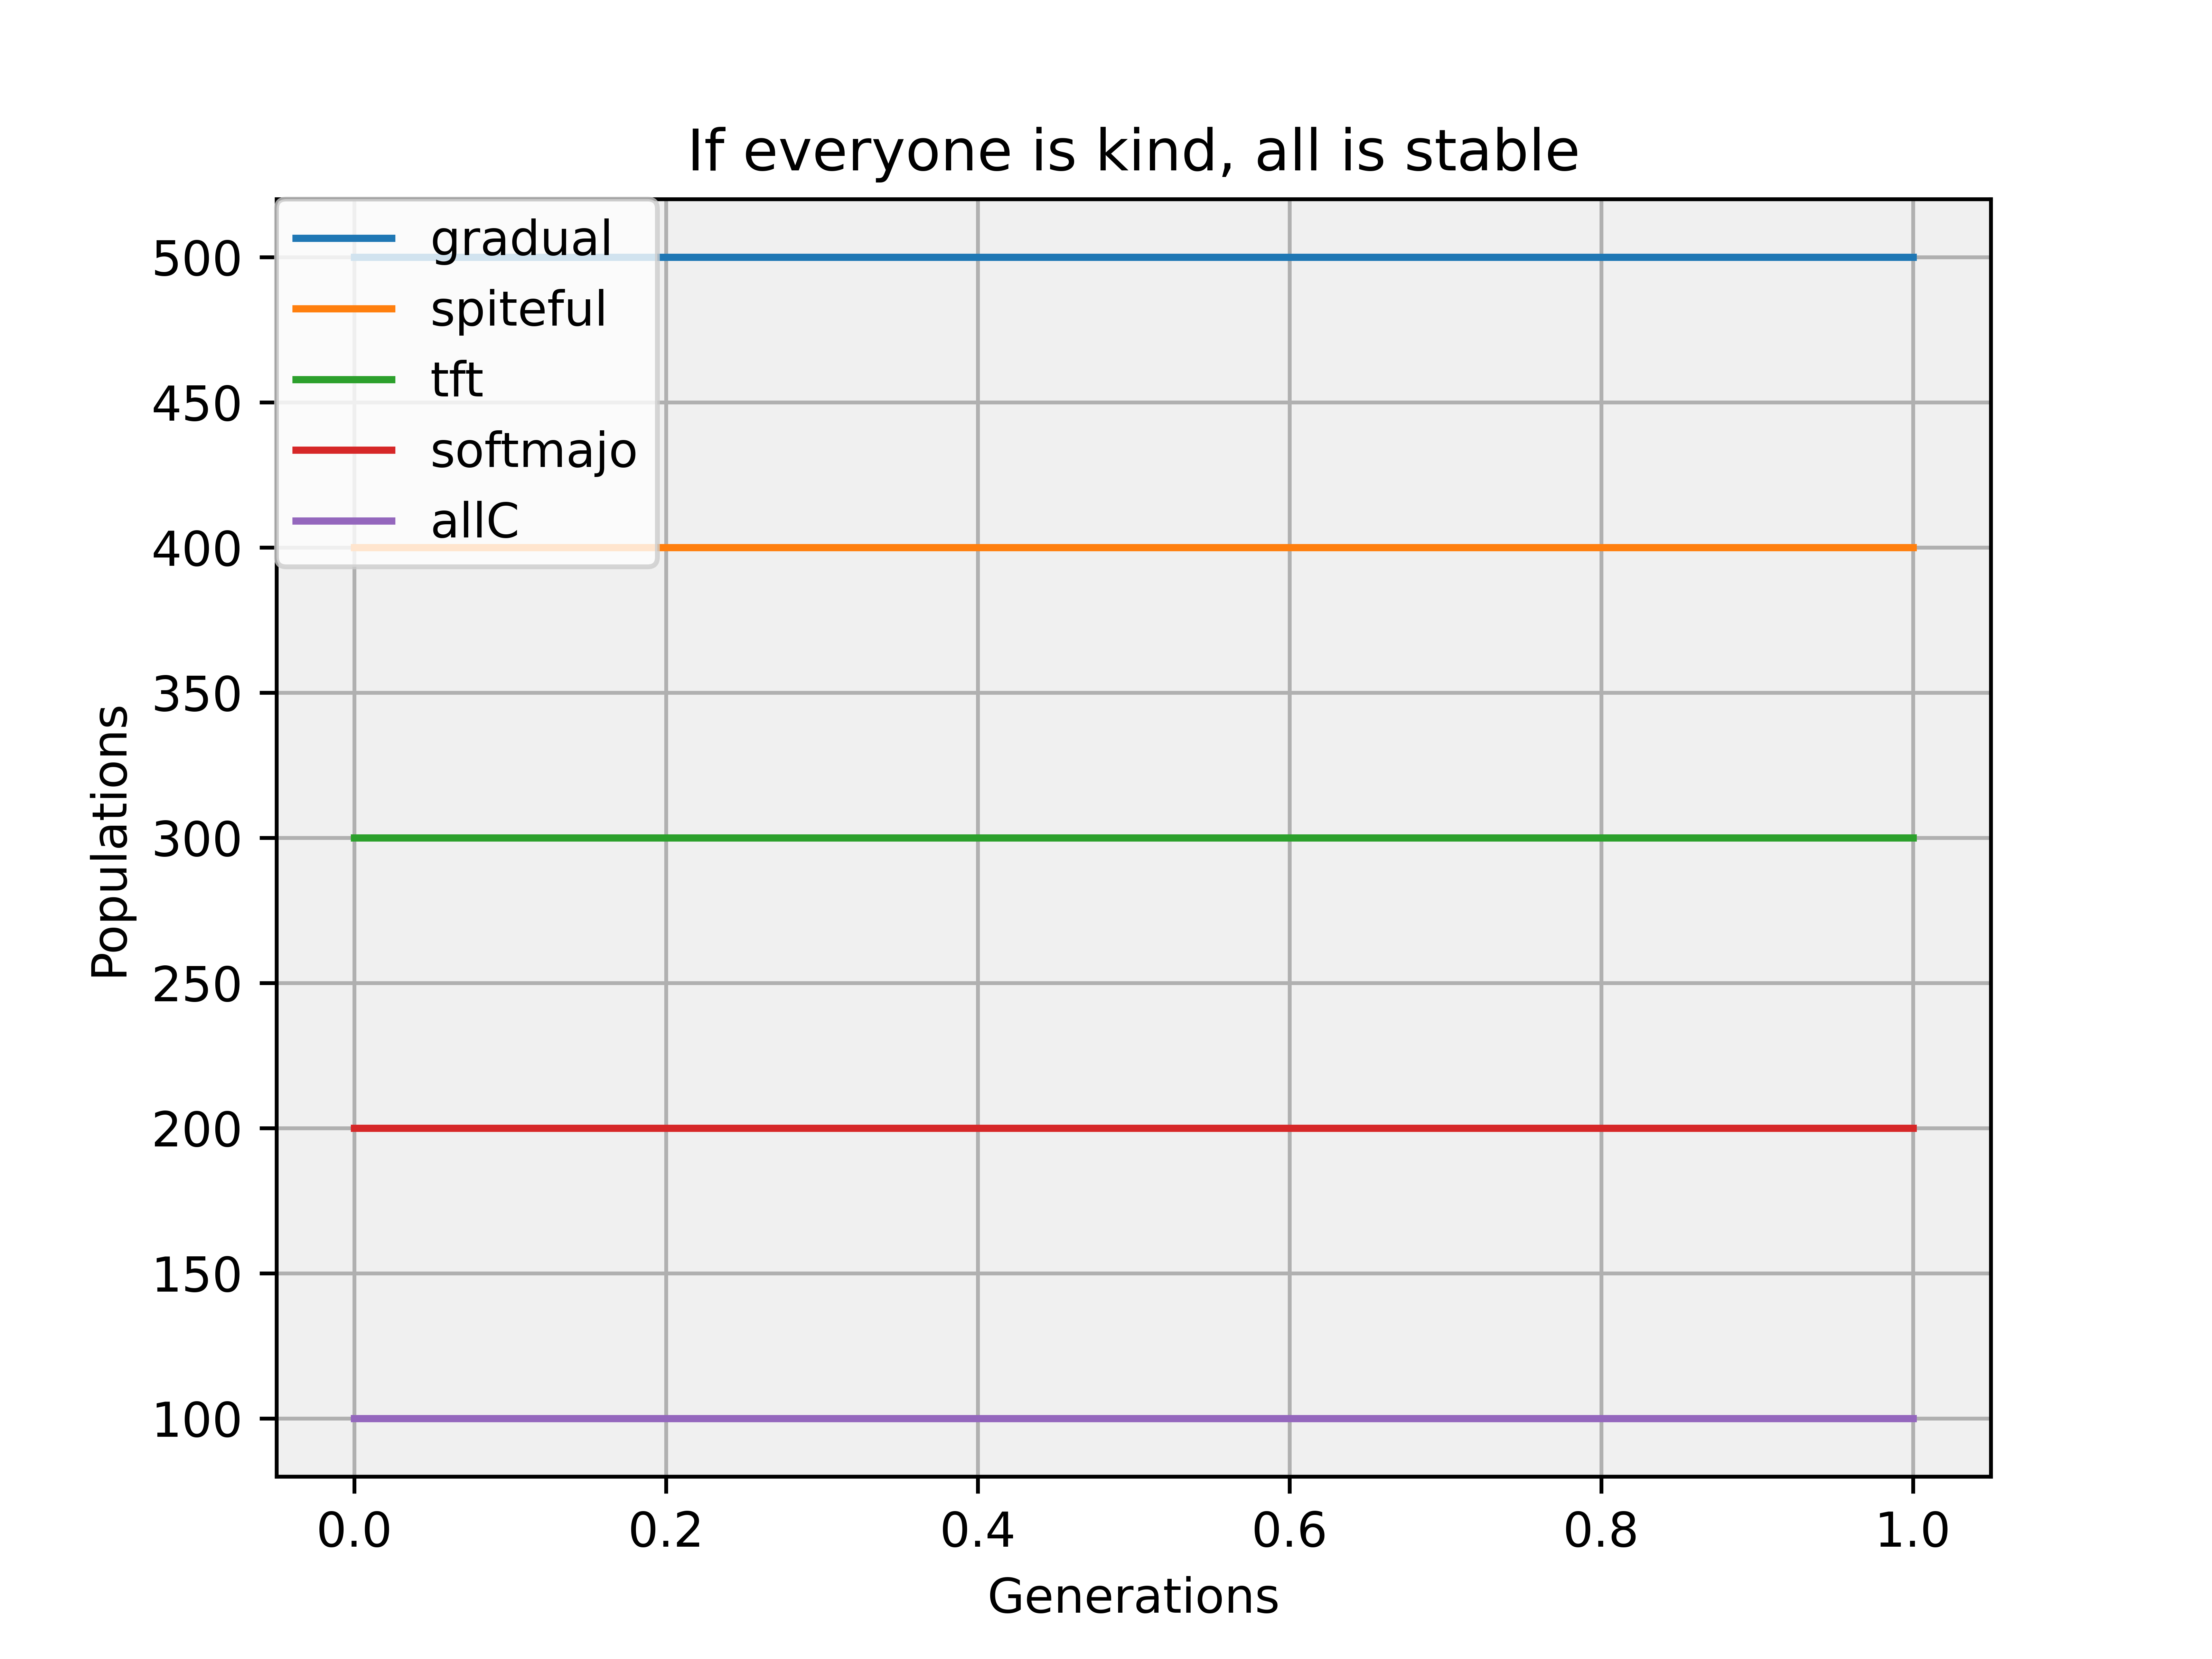 If everyone is kind, all is stable
gradual
spiteful
tft
softmajo
allC
500
450
400
350
300
250
200
150
100
Populations
0.0 0.2 0.4 0.6 0.8 1.0
Generations